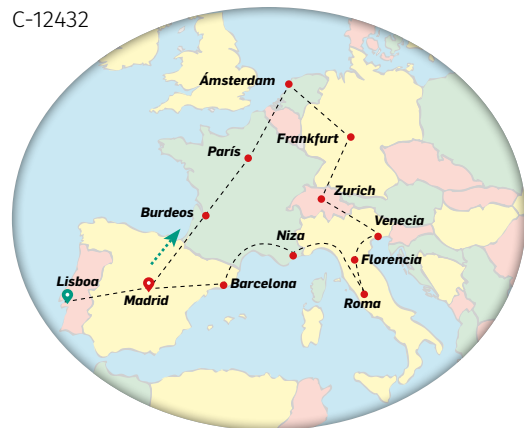 C-12432
Ámsterdam
Frankfurt
París
Zurich
Burdeos
Venecia
Niza
Florencia
Lisboa
Madrid
Barcelona
Roma